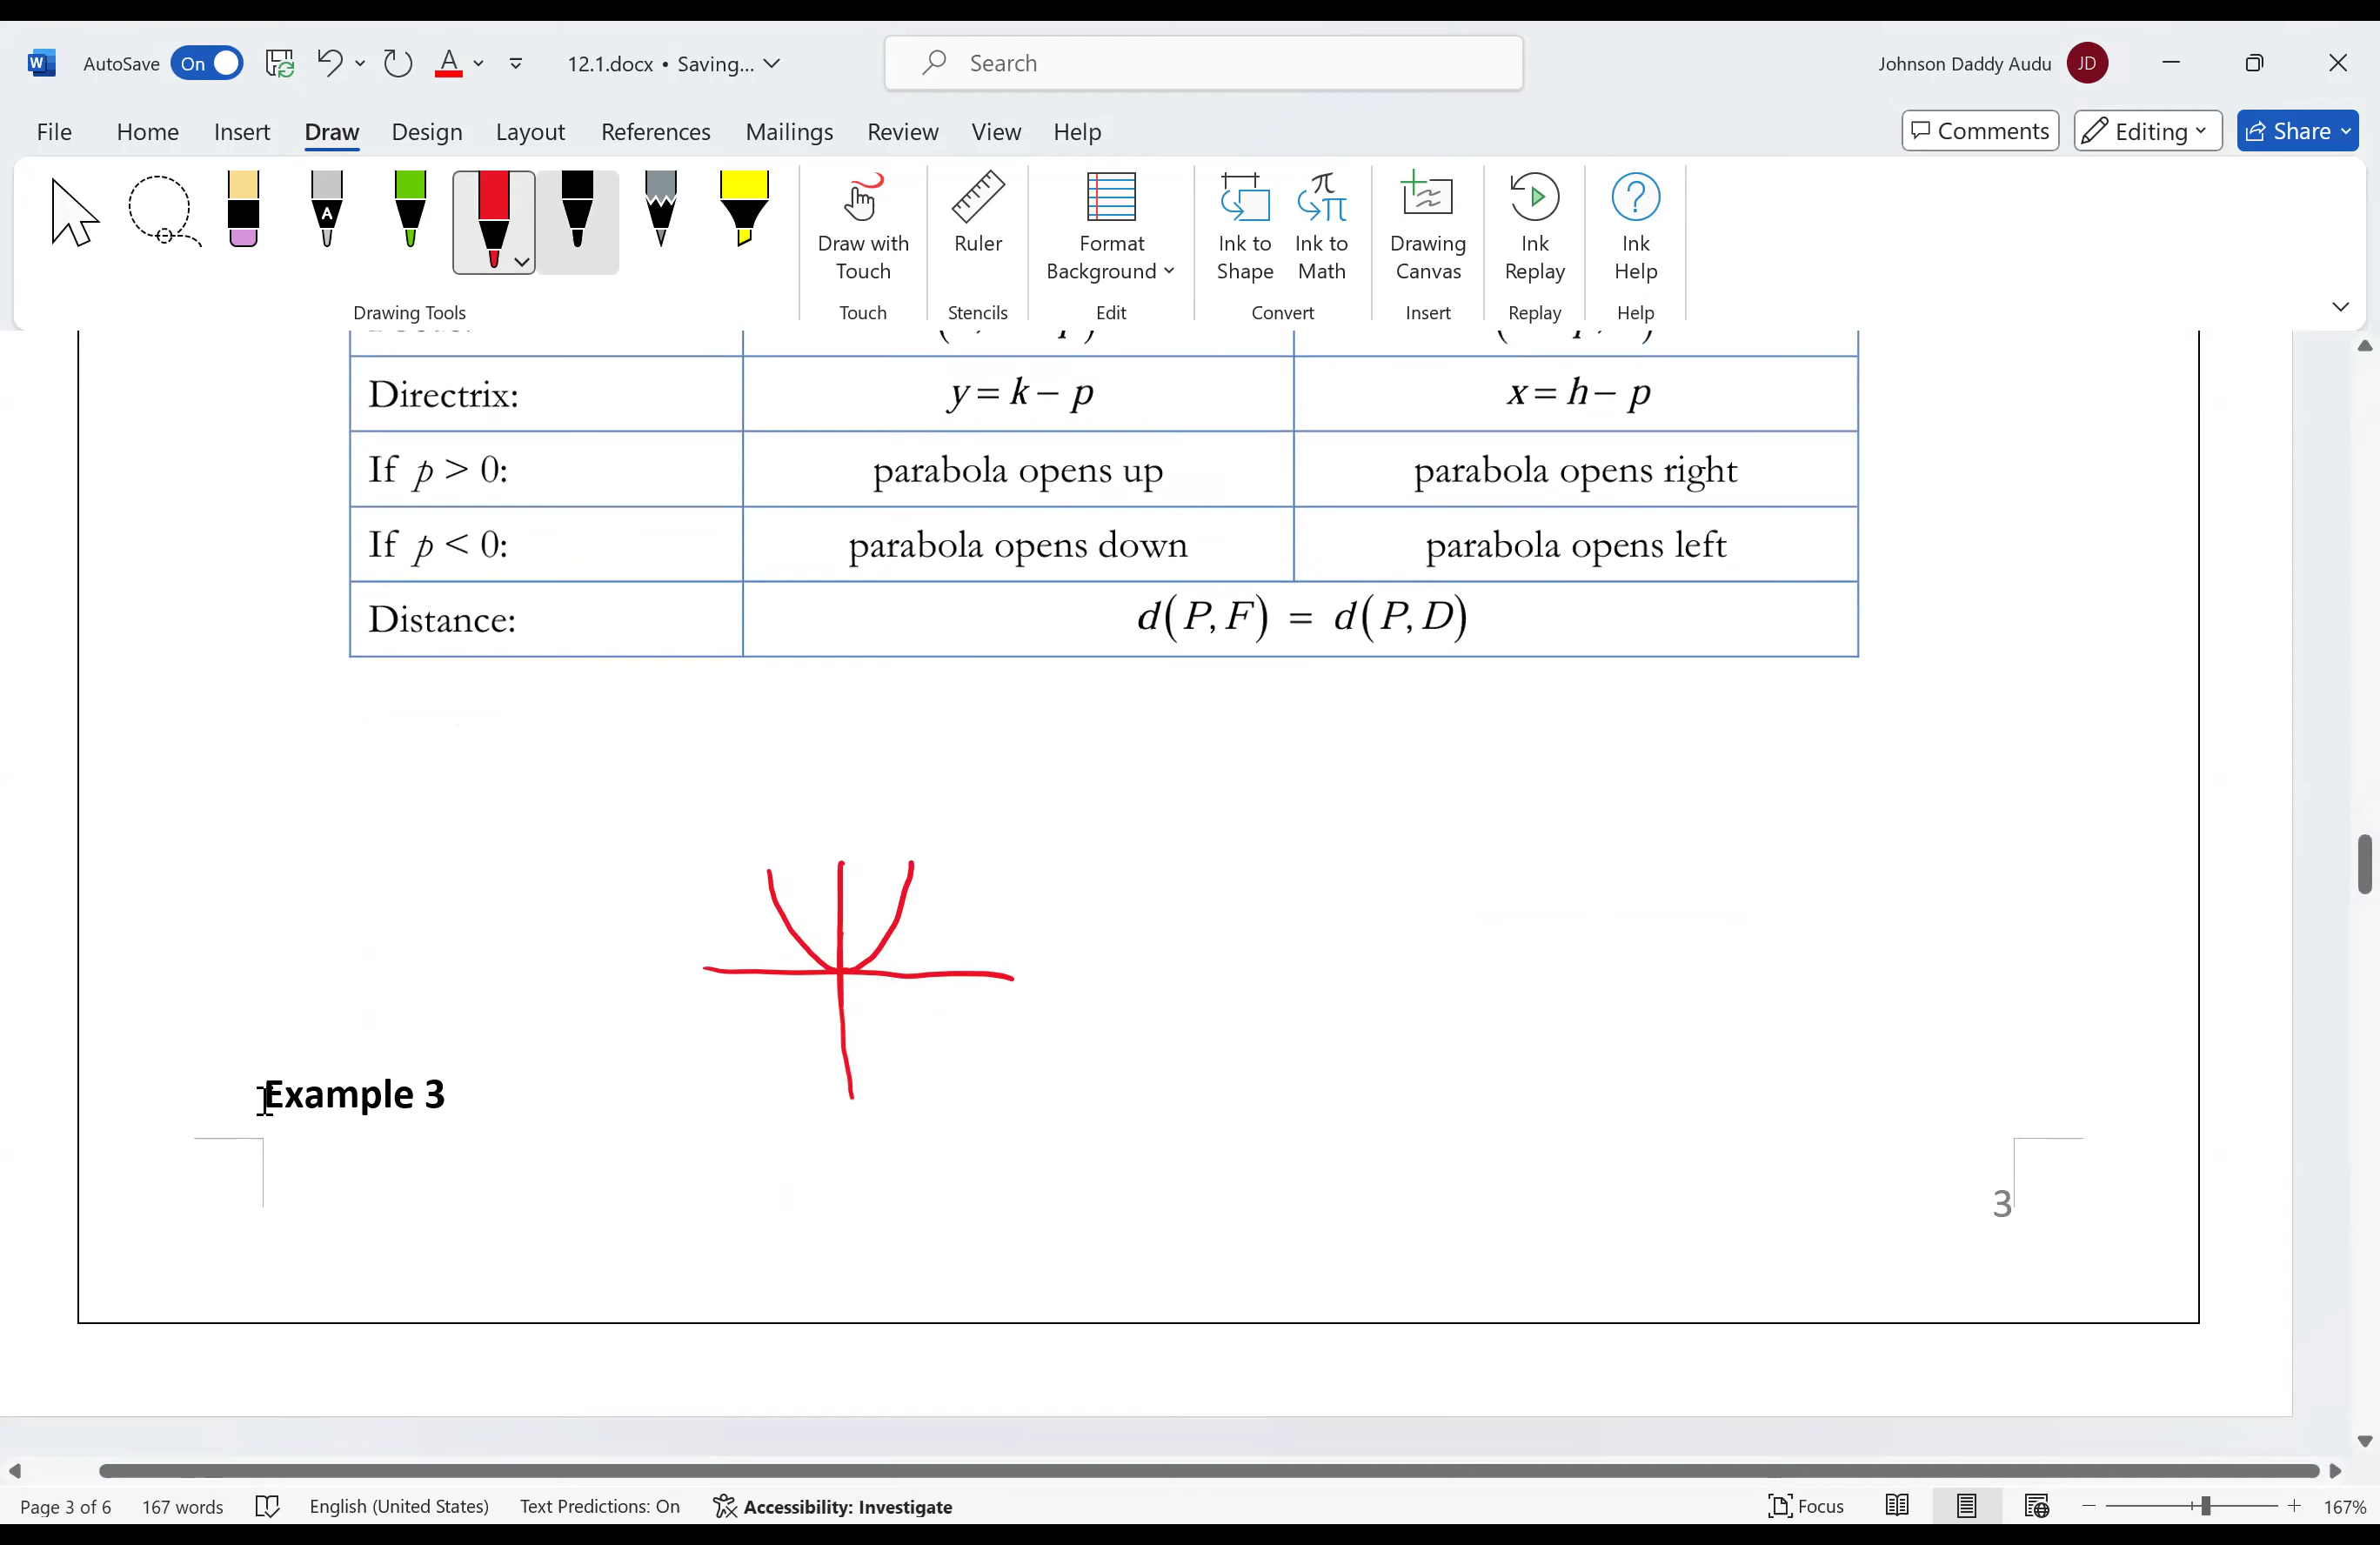 AutoSave On 12.1.docx • Saving... Search Johnson Daddy Audu JD
File Home Insert Draw Design Layout References Mailings Review View Help Comments Editing Share
A
Draw with Touch
Ruler
Format Background
Ink to Shape
Ink to Math
Drawing Canvas
Ink Replay
Ink Help
Drawing Tools Touch Stencils Edit Convert Insert Replay Help
Directrix: y = k − p x = h − p
If p > 0: parabola opens up parabola opens right
If p < 0: parabola opens down parabola opens left
Distance: d(P, F) = d(P, D)
Example 3
3
Page 3 of 6 167 words English (United States) Text Predictions: On Accessibility: Investigate Focus 167%